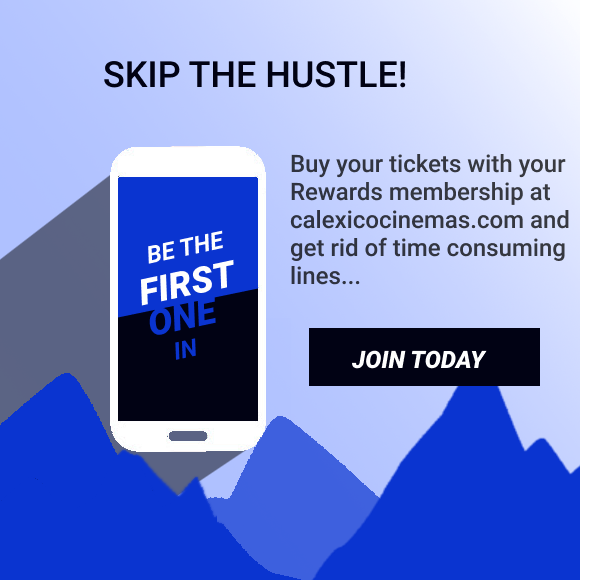 SKIP THE HUSTLE!
BE THE
FIRST
ONE
IN
Buy your tickets with your
Rewards membership at
calexicocinemas.com and
get rid of time consuming
lines...
JOIN TODAY